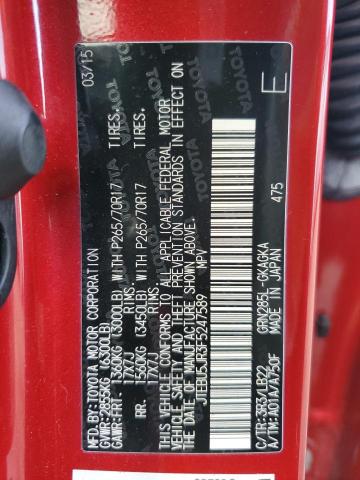 MFD.BY:TOYOTA MOTOR CORPORATION 03/15
GVWR:2855KG (6300LB)
GAWR:FRT- 1360KG (3000LB) WITH P265/70R17 TIRES.
17X7J RIMS.
RR. 1570KG (3460LB) WITH P265/70R17 TIRES.
17X7J RIMS.
THIS VEHICLE CONFORMS TO ALL APPLICABLE FEDERAL MOTOR
VEHICLE SAFETY AND THEFT PREVENTION STANDARDS IN EFFECT ON
THE DATE OF MANUFACTURE SHOWN ABOVE.
JTEBU5JR3F5247589 MPV
C/TR:3R3/LB22 GRN285L-GKAGKA 475 E
A/TM:A01A/A750F MADE IN JAPAN